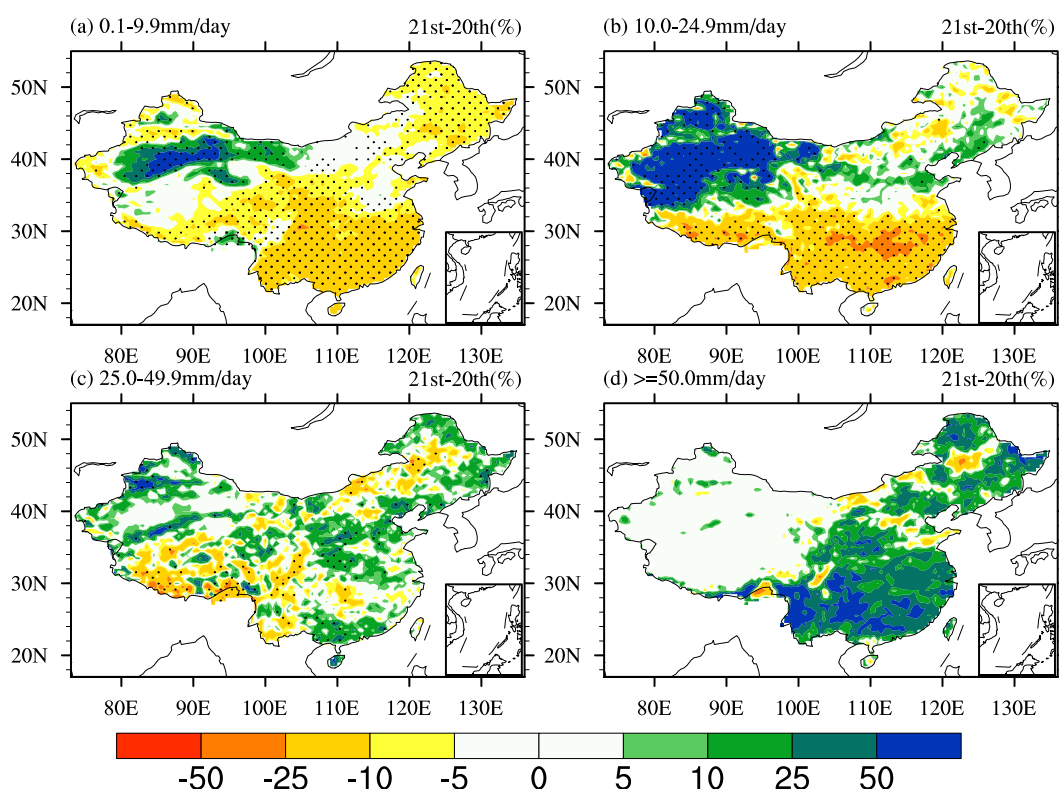 (a) 0.1-9.9mm/day 21st-20th(%)
(b) 10.0-24.9mm/day 21st-20th(%)
50N
40N
30N
20N
50N
40N
30N
20N
80E 90E 100E 110E 120E 130E
80E 90E 100E 110E 120E 130E
(c) 25.0-49.9mm/day 21st-20th(%)
(d) >=50.0mm/day 21st-20th(%)
50N
40N
30N
20N
50N
40N
30N
20N
80E 90E 100E 110E 120E 130E
80E 90E 100E 110E 120E 130E
-50 -25 -10 -5 0 5 10 25 50